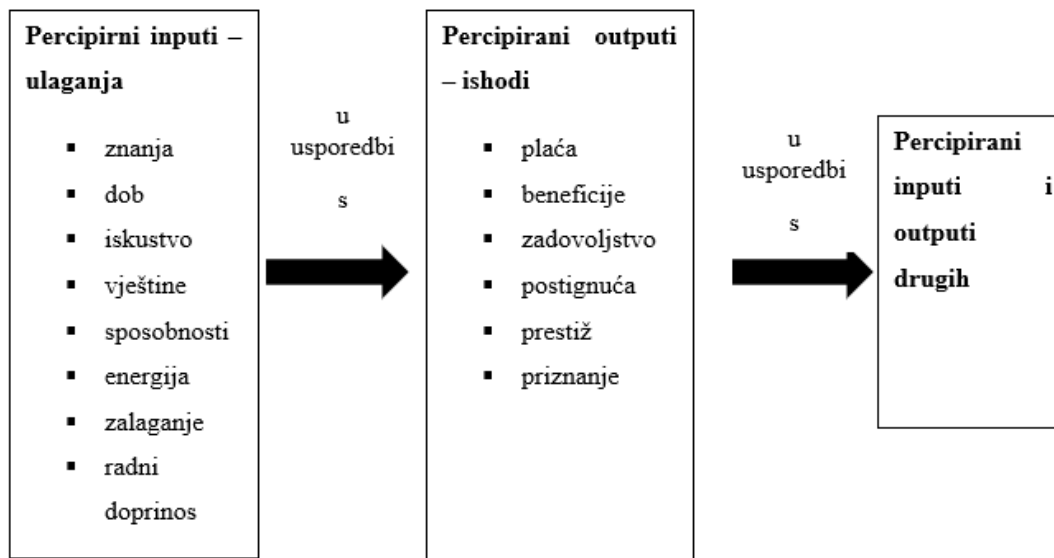 Percipirni inputi –
ulaganja
▪ znanja
▪ dob
▪ iskustvo
▪ vještine
▪ sposobnosti
▪ energija
▪ zalaganje
▪ radni
doprinos
u
usporedbi
s
Percipirani outputi
– ishodi
▪ plaća
▪ beneficije
▪ zadovoljstvo
▪ postignuća
▪ prestiž
▪ priznanje
u
usporedbi
s
Percipirani
inputi i
outputi
drugih